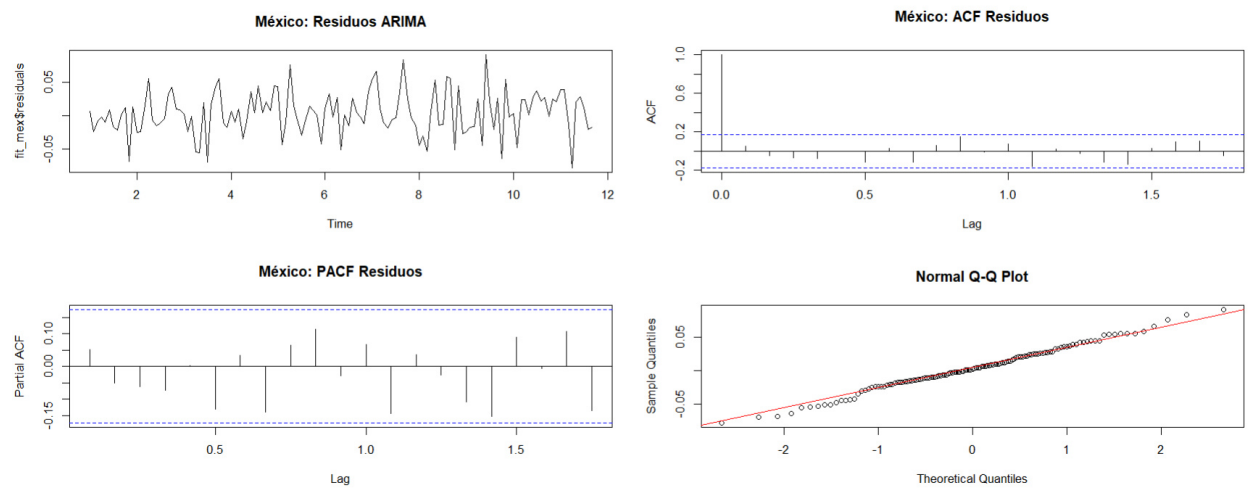 México: Residuos ARIMA
fit_mex$residuals
-0.05
0.05
2
4
6
8
10
12
Time
México: ACF Residuos
ACF
-0.2
0.2
0.6
1.0
0.0
0.5
1.0
1.5
Lag
México: PACF Residuos
Partial ACF
-0.15
0.00
0.10
0.5
1.0
1.5
Lag
Normal Q-Q Plot
Sample Quantiles
-0.05
0.05
-2
-1
0
1
2
Theoretical Quantiles